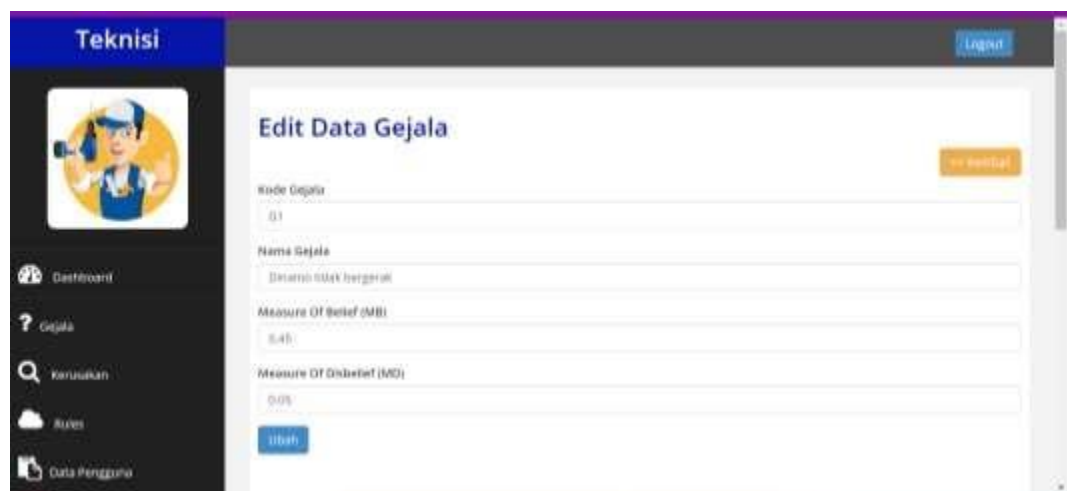 Teknisi
Logout
Edit Data Gejala
<< Kembali
Kode Gejala
G1
Nama Gejala
Dinamo tidak bergerak
Measure Of Belief (MB)
0.45
Measure Of Disbelief (MD)
0.05
Ubah
Dashboard
Gejala
Kerusakan
Rules
Data Pengguna